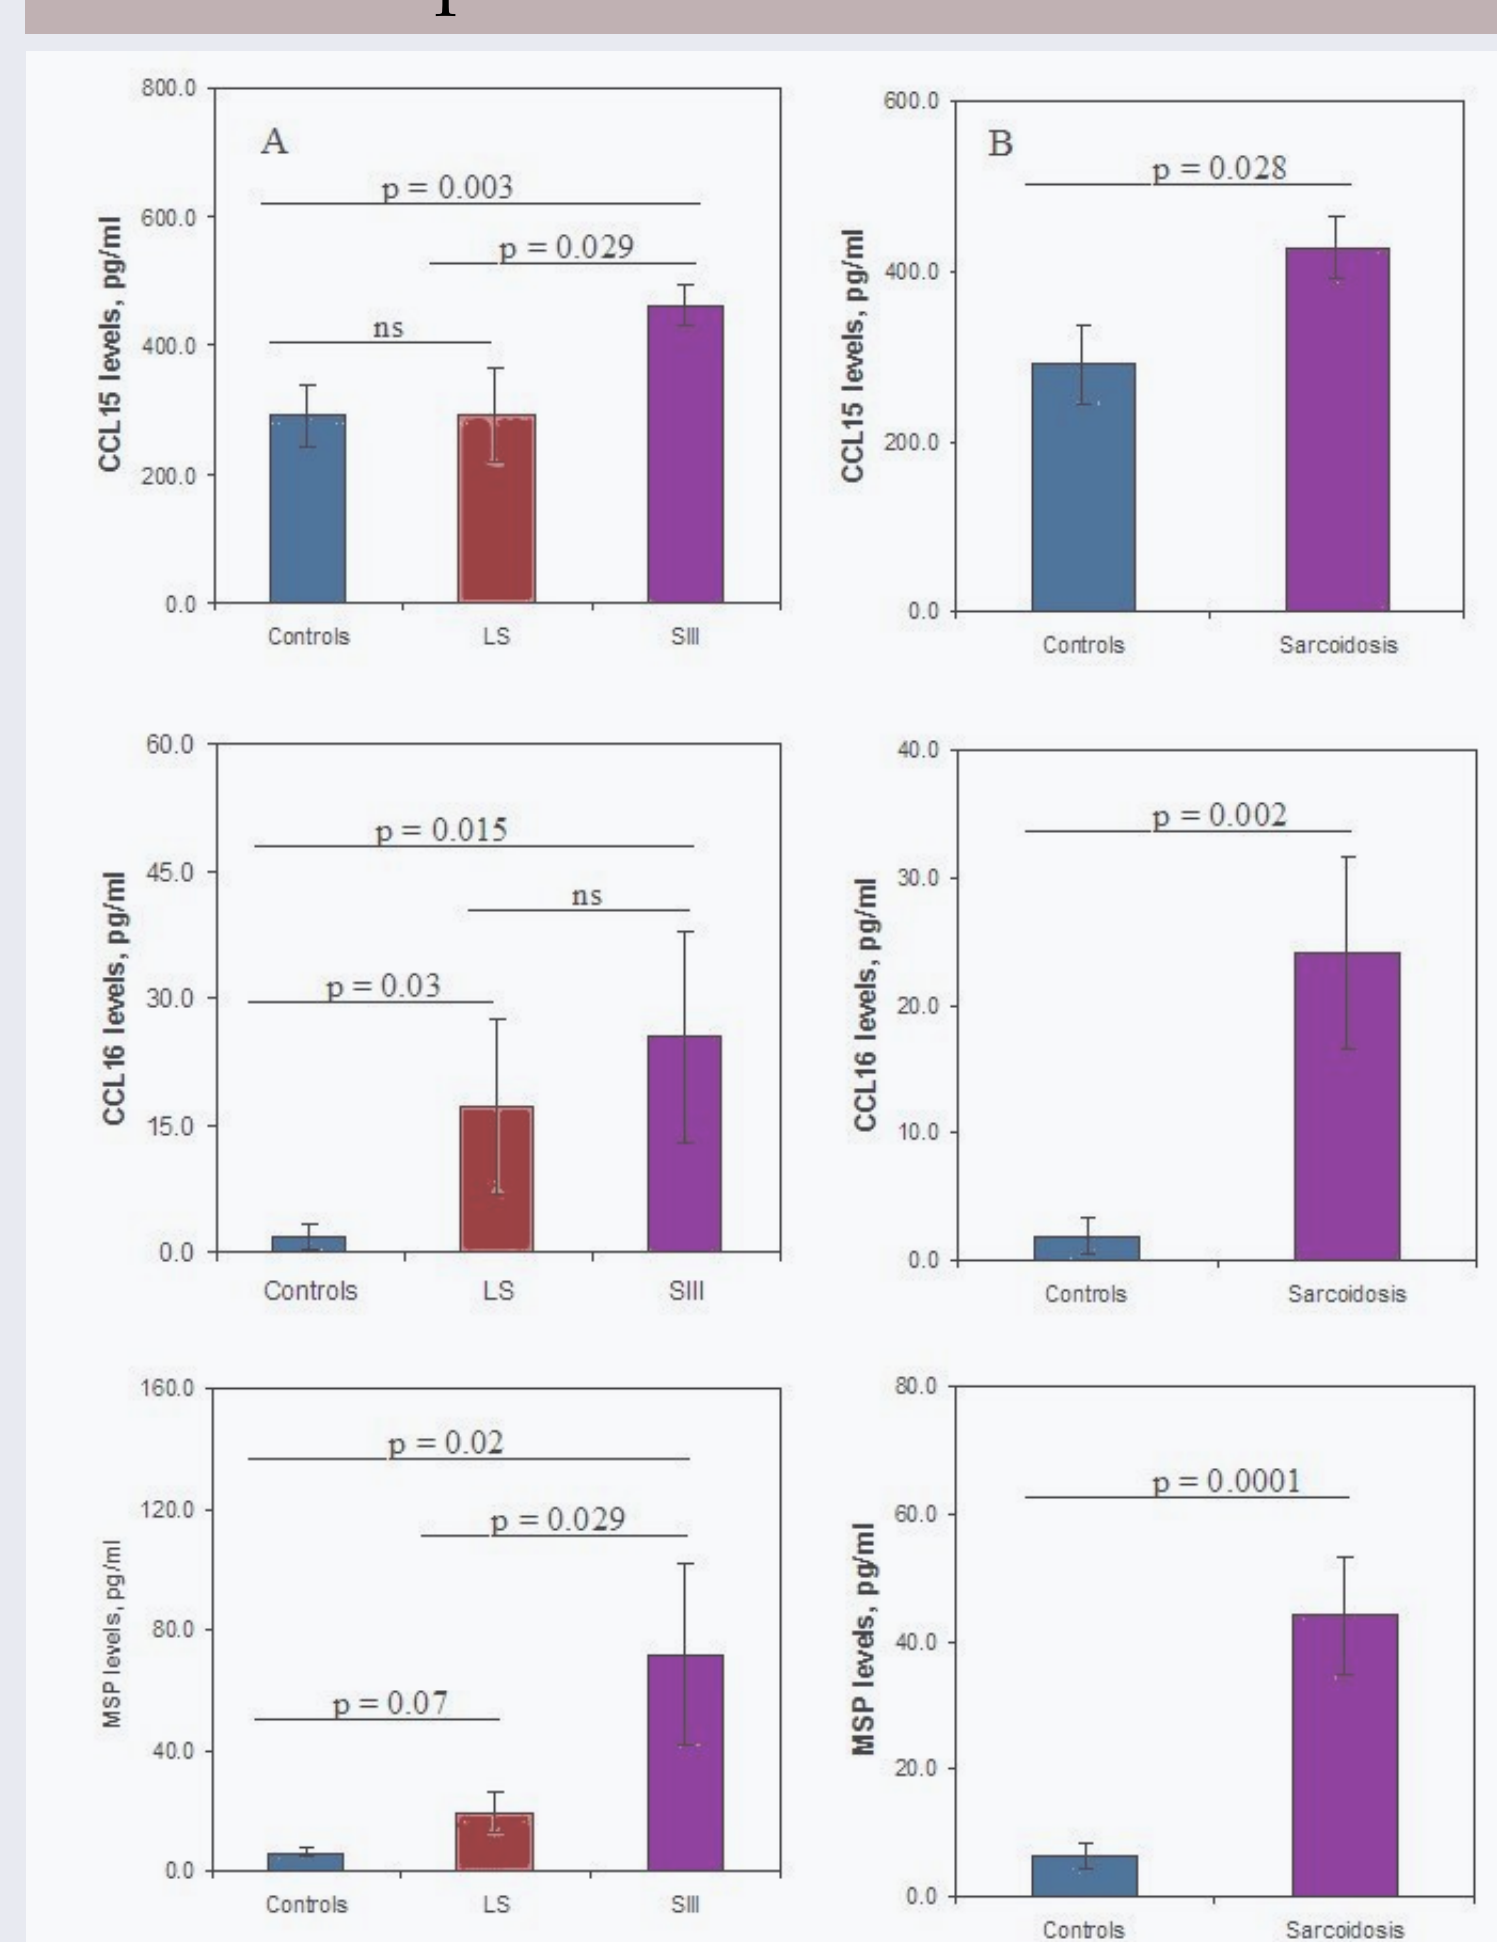 A
800.0
600.0
400.0
200.0
0.0
CCL15 levels, pg/ml
p = 0.003
p = 0.029
ns
Controls
LS
SIII
B
600.0
400.0
200.0
0.0
CCL15 levels, pg/ml
p = 0.028
Controls
Sarcoidosis
60.0
45.0
30.0
15.0
0.0
CCL16 levels, pg/ml
p = 0.015
ns
p = 0.03
Controls
LS
SIII
40.0
30.0
20.0
10.0
0.0
CCL16 levels, pg/ml
p = 0.002
Controls
Sarcoidosis
160.0
120.0
80.0
40.0
0.0
MSP levels, pg/ml
p = 0.02
p = 0.029
p = 0.07
Controls
LS
SIII
80.0
60.0
40.0
20.0
0.0
MSP levels, pg/ml
p = 0.0001
Controls
Sarcoidosis